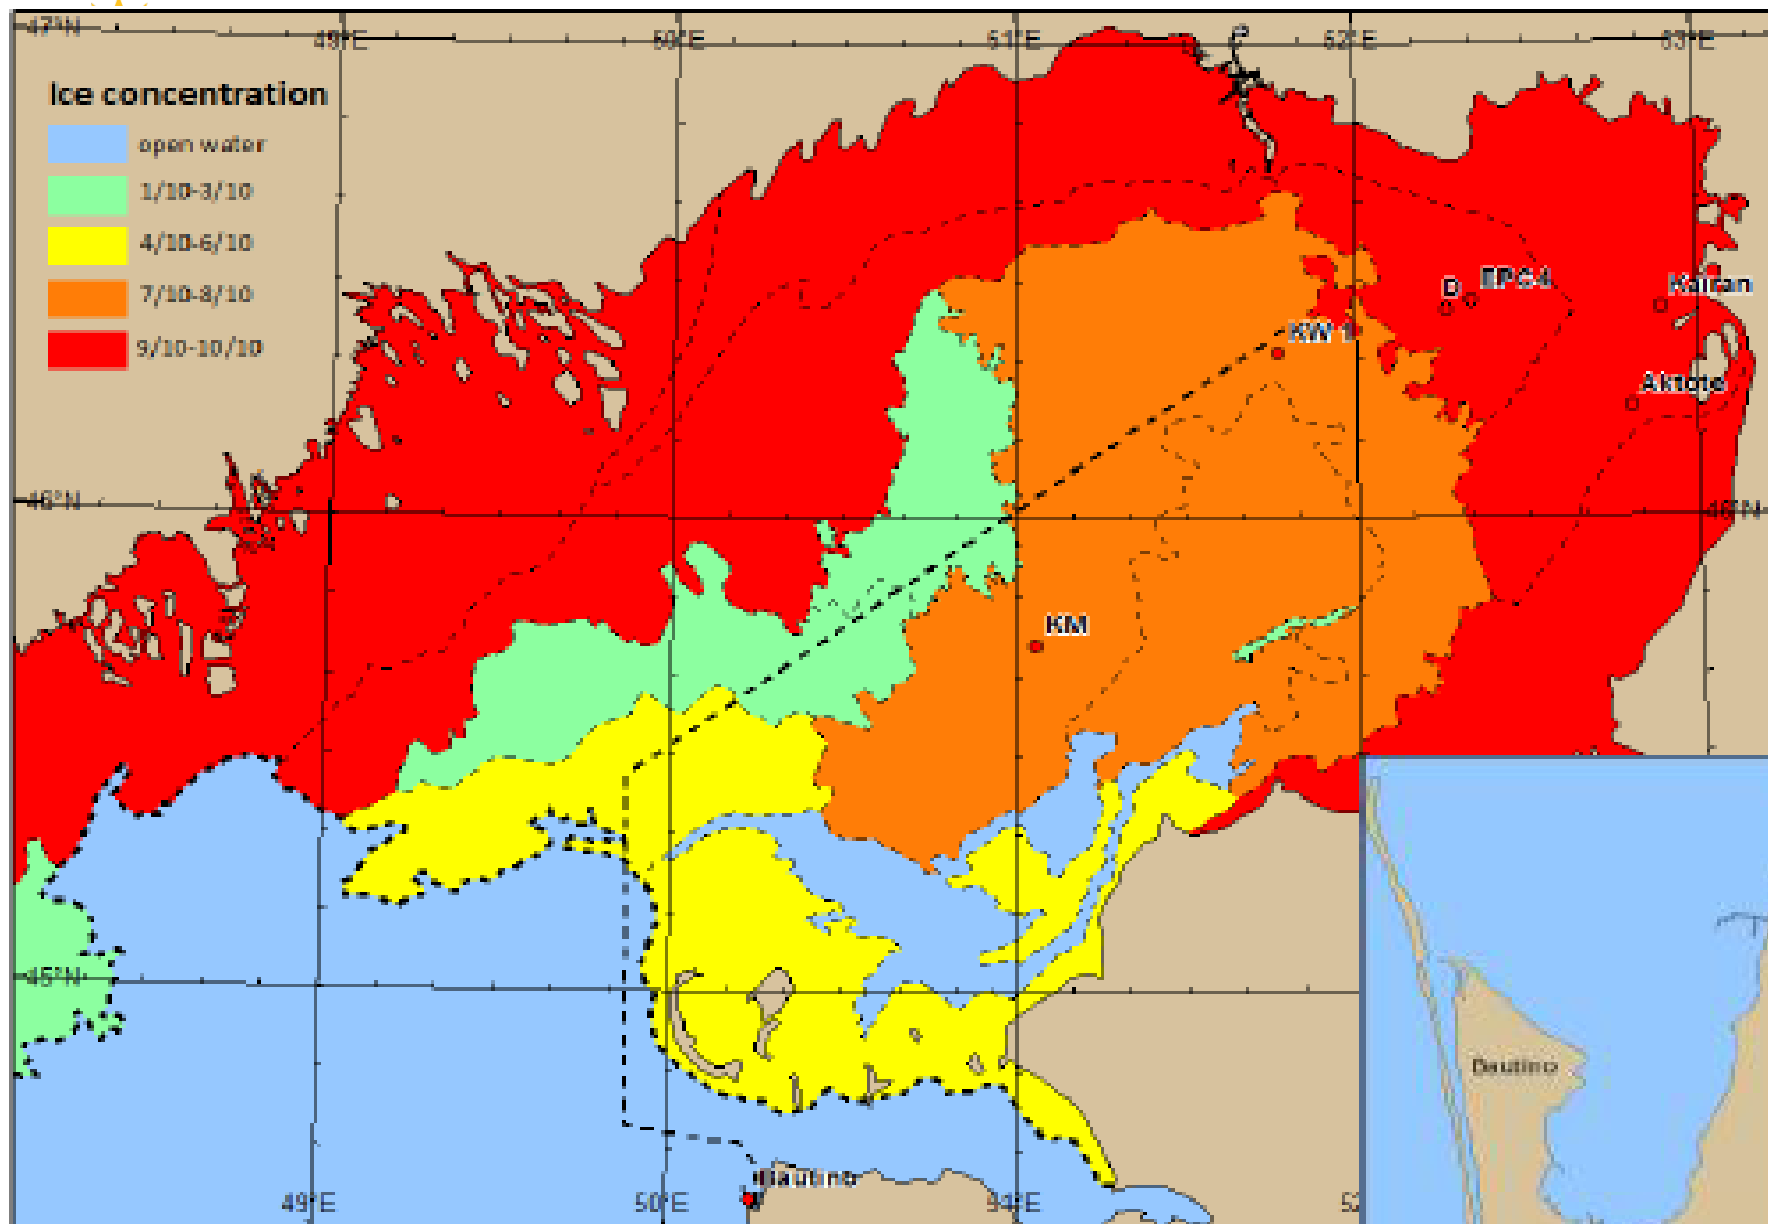 47°N
49°E
50°E
51°E
52°E
53°E
Ice concentration
open water
1/10-3/10
4/10-6/10
7/10-8/10
9/10-10/10
D
EPC4
Kairan
KW 1
Aktote
46°N
46°N
KM
45°N
Bautino
Bautino
49°E
50°E
51°E